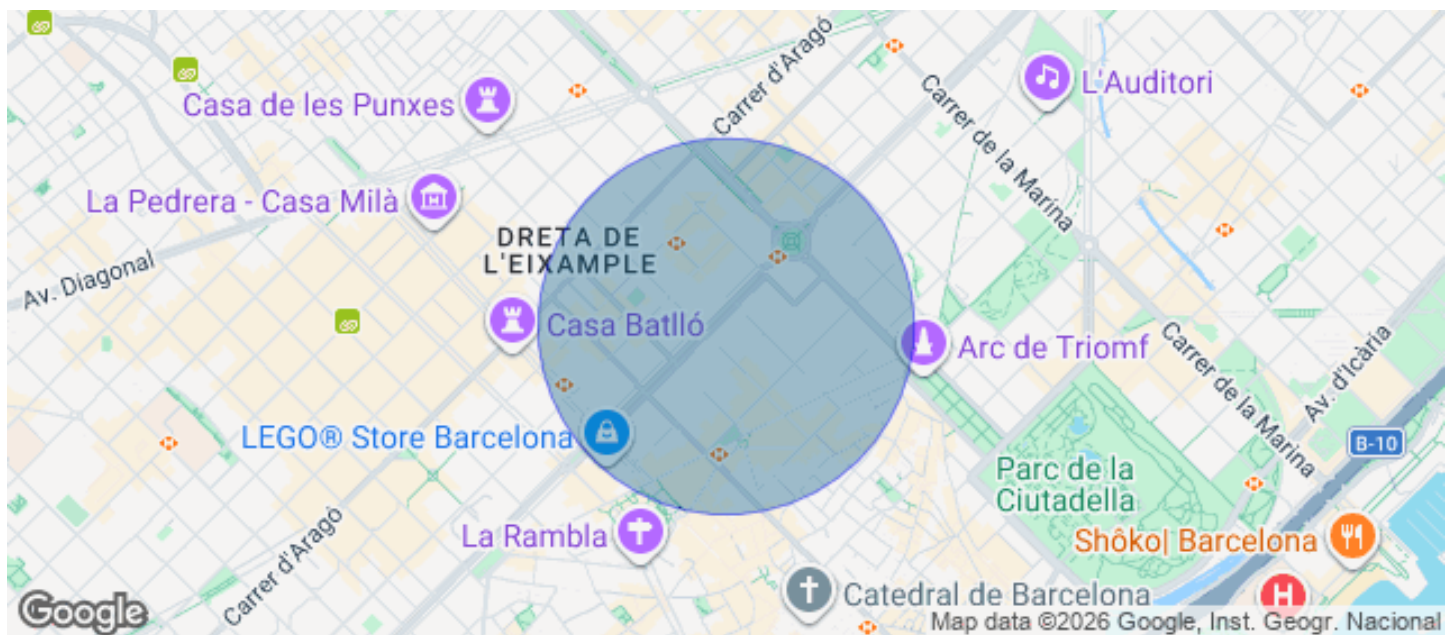 Carrer d'Aragó
L'Auditori
Casa de les Punxes
Carrer de la Marina
La Pedrera - Casa Milà
DRETA DE
L'EIXAMPLE
Av. Diagonal
Casa Batlló
Arc de Triomf
Av. d'Icària
Carrer de la Marina
LEGO® Store Barcelona
B-10
Parc de la
Ciutadella
La Rambla
Shôko| Barcelona
Carrer d'Aragó
Catedral de Barcelona
H
Google
Map data ©2026 Google, Inst. Geogr. Nacional